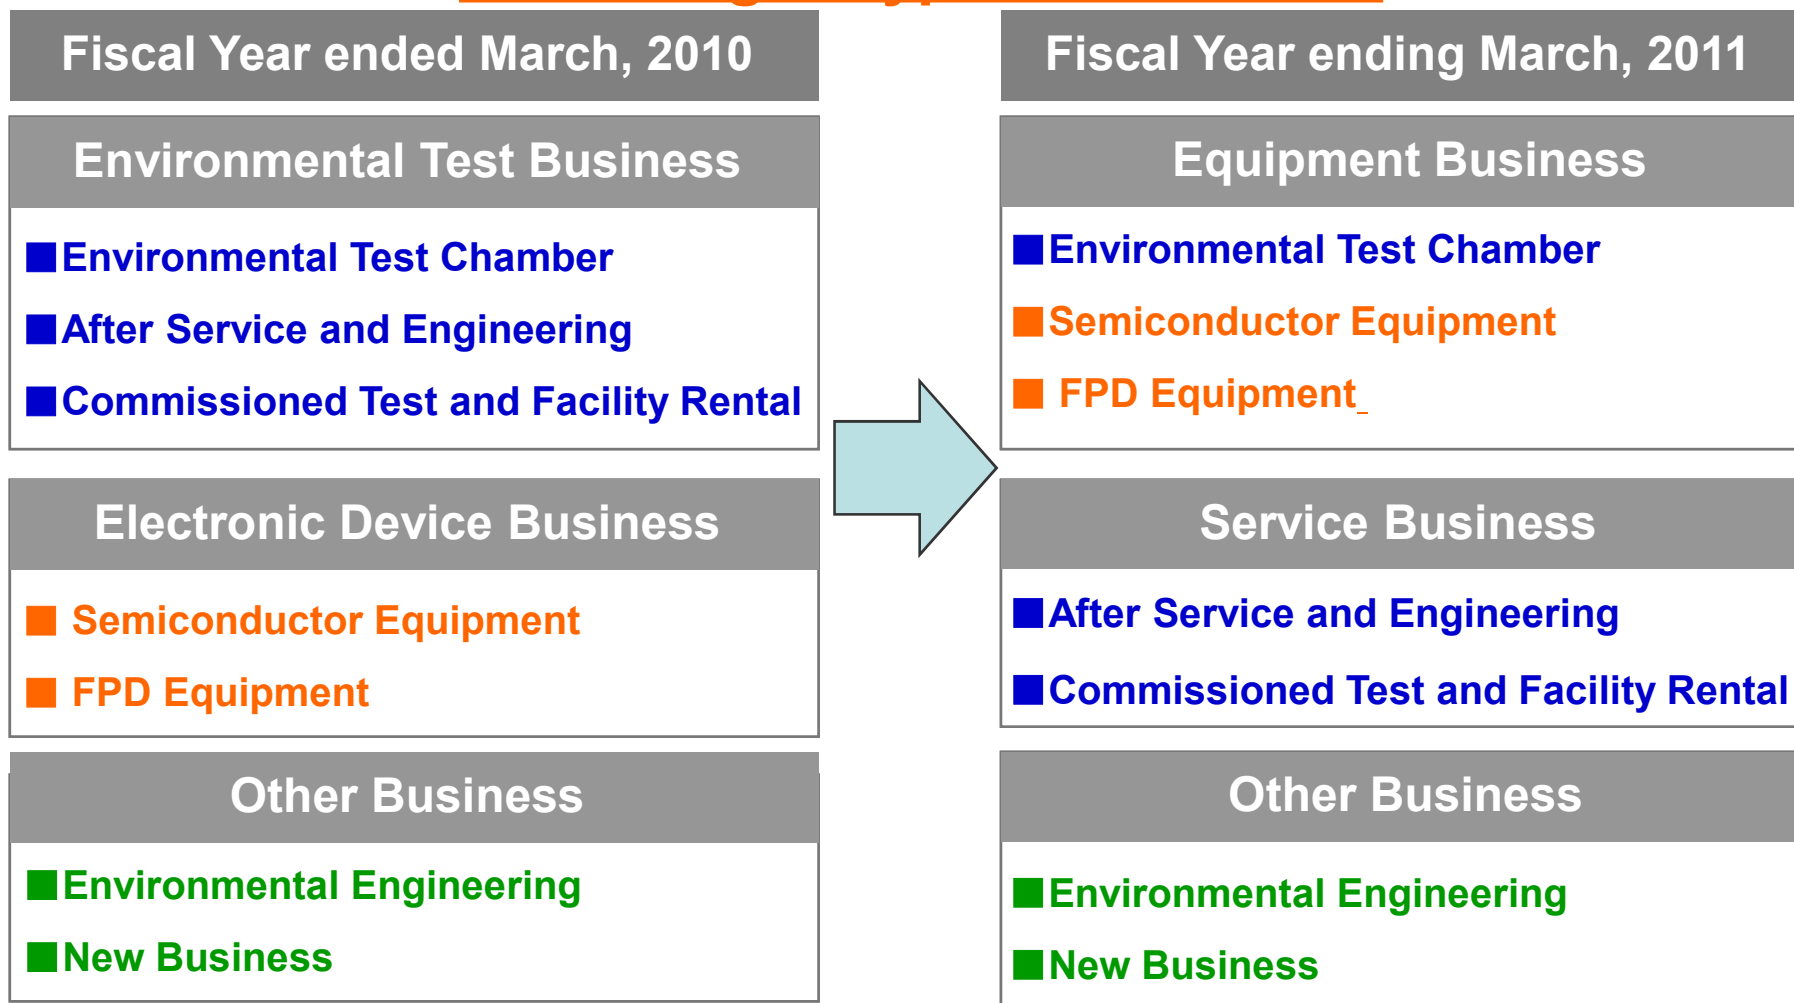 Fiscal Year ended March, 2010
Environmental Test Business
■Environmental Test Chamber
■After Service and Engineering
■Commissioned Test and Facility Rental
Electronic Device Business
■ Semiconductor Equipment
■ FPD Equipment
Other Business
■Environmental Engineering
■New Business
Fiscal Year ending March, 2011
Equipment Business
■Environmental Test Chamber
■Semiconductor Equipment
■ FPD Equipment
Service Business
■After Service and Engineering
■Commissioned Test and Facility Rental
Other Business
■Environmental Engineering
■New Business